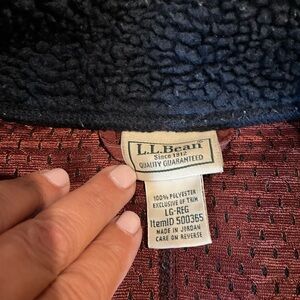 L.L.Bean
Since 1912
QUALITY GUARANTEED
100% POLYESTER
EXCLUSIVE OF TRIM
LG-REG
ItemID 500365
MADE IN JORDAN
CARE ON REVERSE